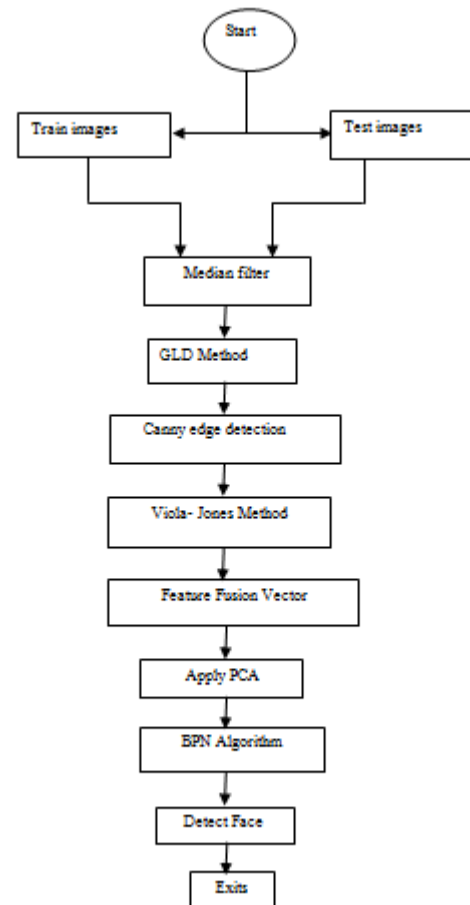 Start
Train images
Test images
Median filter
GLD Method
Canny edge detection
Viola- Jones Method
Feature Fusion Vector
Apply PCA
BPN Algorithm
Detect Face
Exits